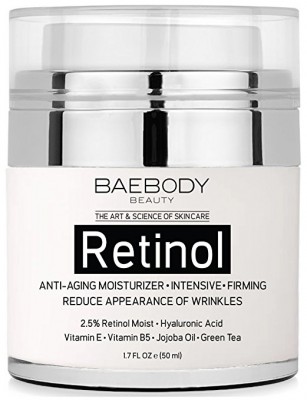 BAEBODY
BEAUTY
THE ART & SCIENCE OF SKINCARE
Retinol
ANTI-AGING MOISTURIZER • INTENSIVE • FIRMING
REDUCE APPEARANCE OF WRINKLES
2.5% Retinol Moist • Hyaluronic Acid
Vitamin E • Vitamin B5 • Jojoba Oil • Green Tea
1.7 FL OZ e (50 ml)